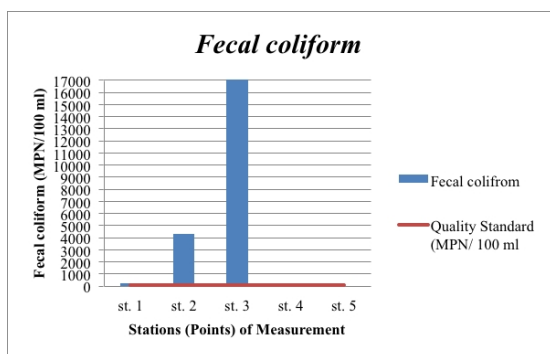 Fecal coliform
Fecal coliform (MPN/100 ml)
17000
16000
15000
14000
13000
12000
11000
10000
9000
8000
7000
6000
5000
4000
3000
2000
1000
0
st. 1 st. 2 st. 3 st. 4 st. 5
Stations (Points) of Measurement
Fecal colifrom
Quality Standard
(MPN/ 100 ml